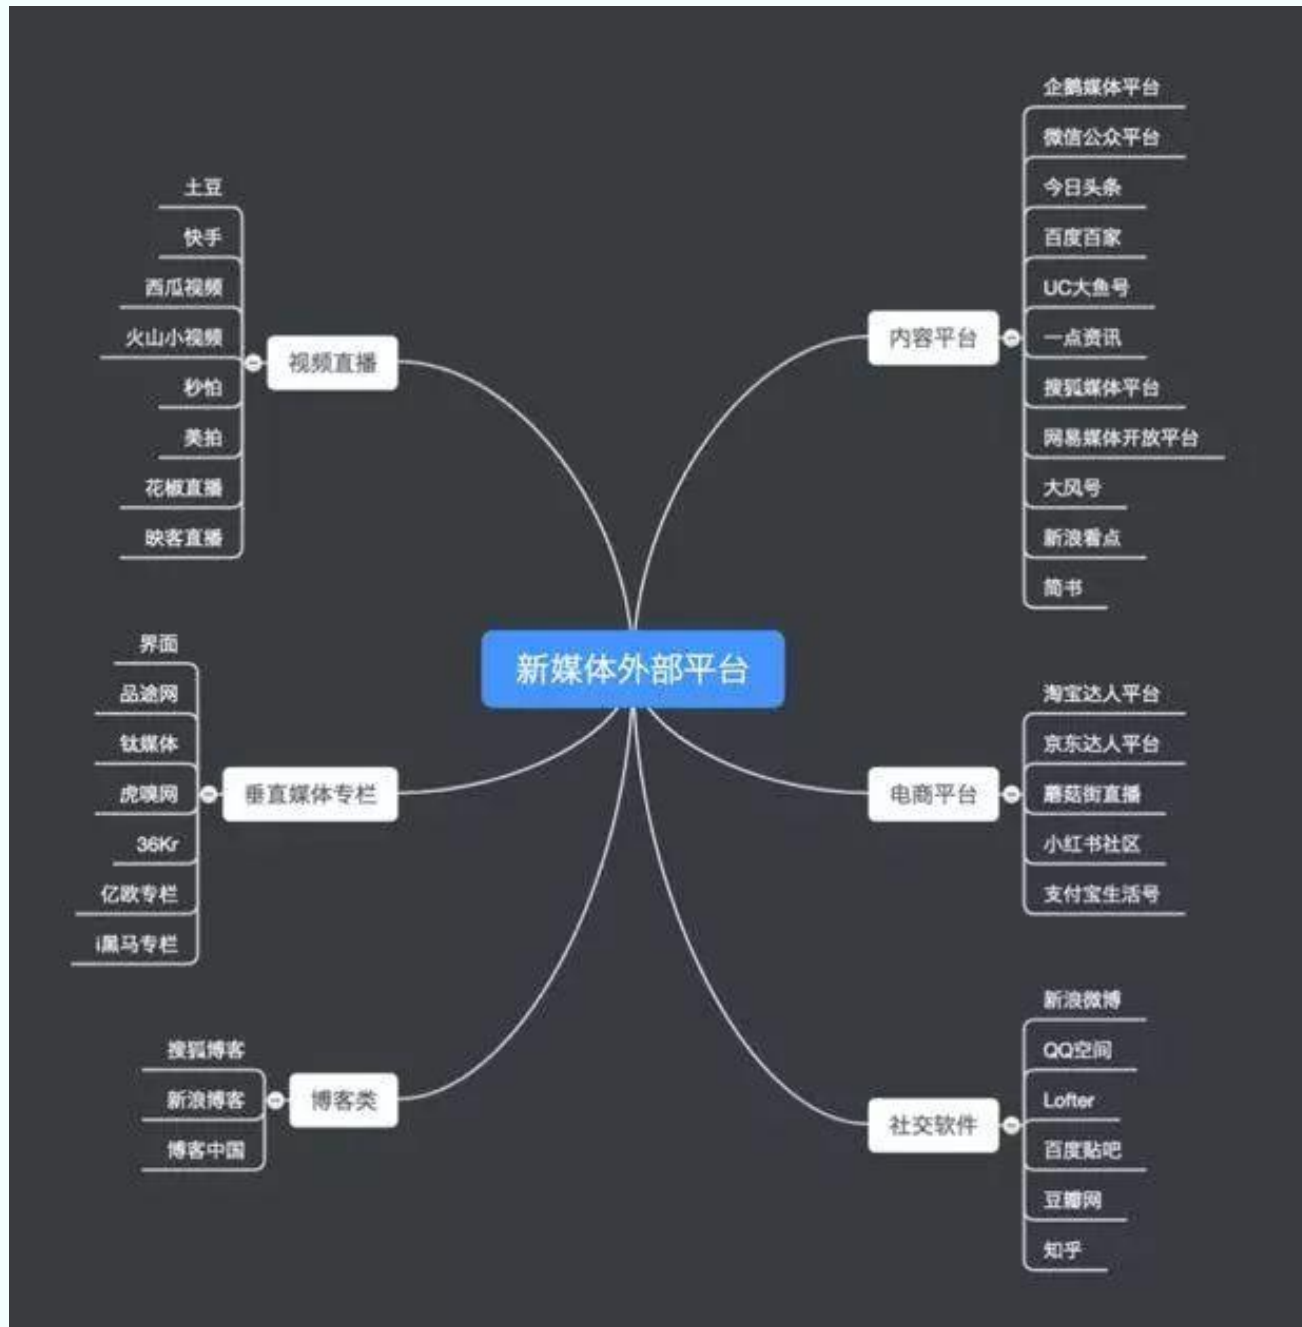 新媒体外部平台
内容平台
企鹅媒体平台
微信公众平台
今日头条
百度百家
UC大鱼号
一点资讯
搜狐媒体平台
网易媒体开放平台
大风号
新浪看点
简书
电商平台
淘宝达人平台
京东达人平台
蘑菇街直播
小红书社区
支付宝生活号
社交软件
新浪微博
QQ空间
Lofter
百度贴吧
豆瓣网
知乎
视频直播
土豆
快手
西瓜视频
火山小视频
秒怕
美拍
花椒直播
映客直播
垂直媒体专栏
界面
品途网
钛媒体
虎嗅网
36Kr
亿欧专栏
i黑马专栏
博客类
搜狐博客
新浪博客
博客中国